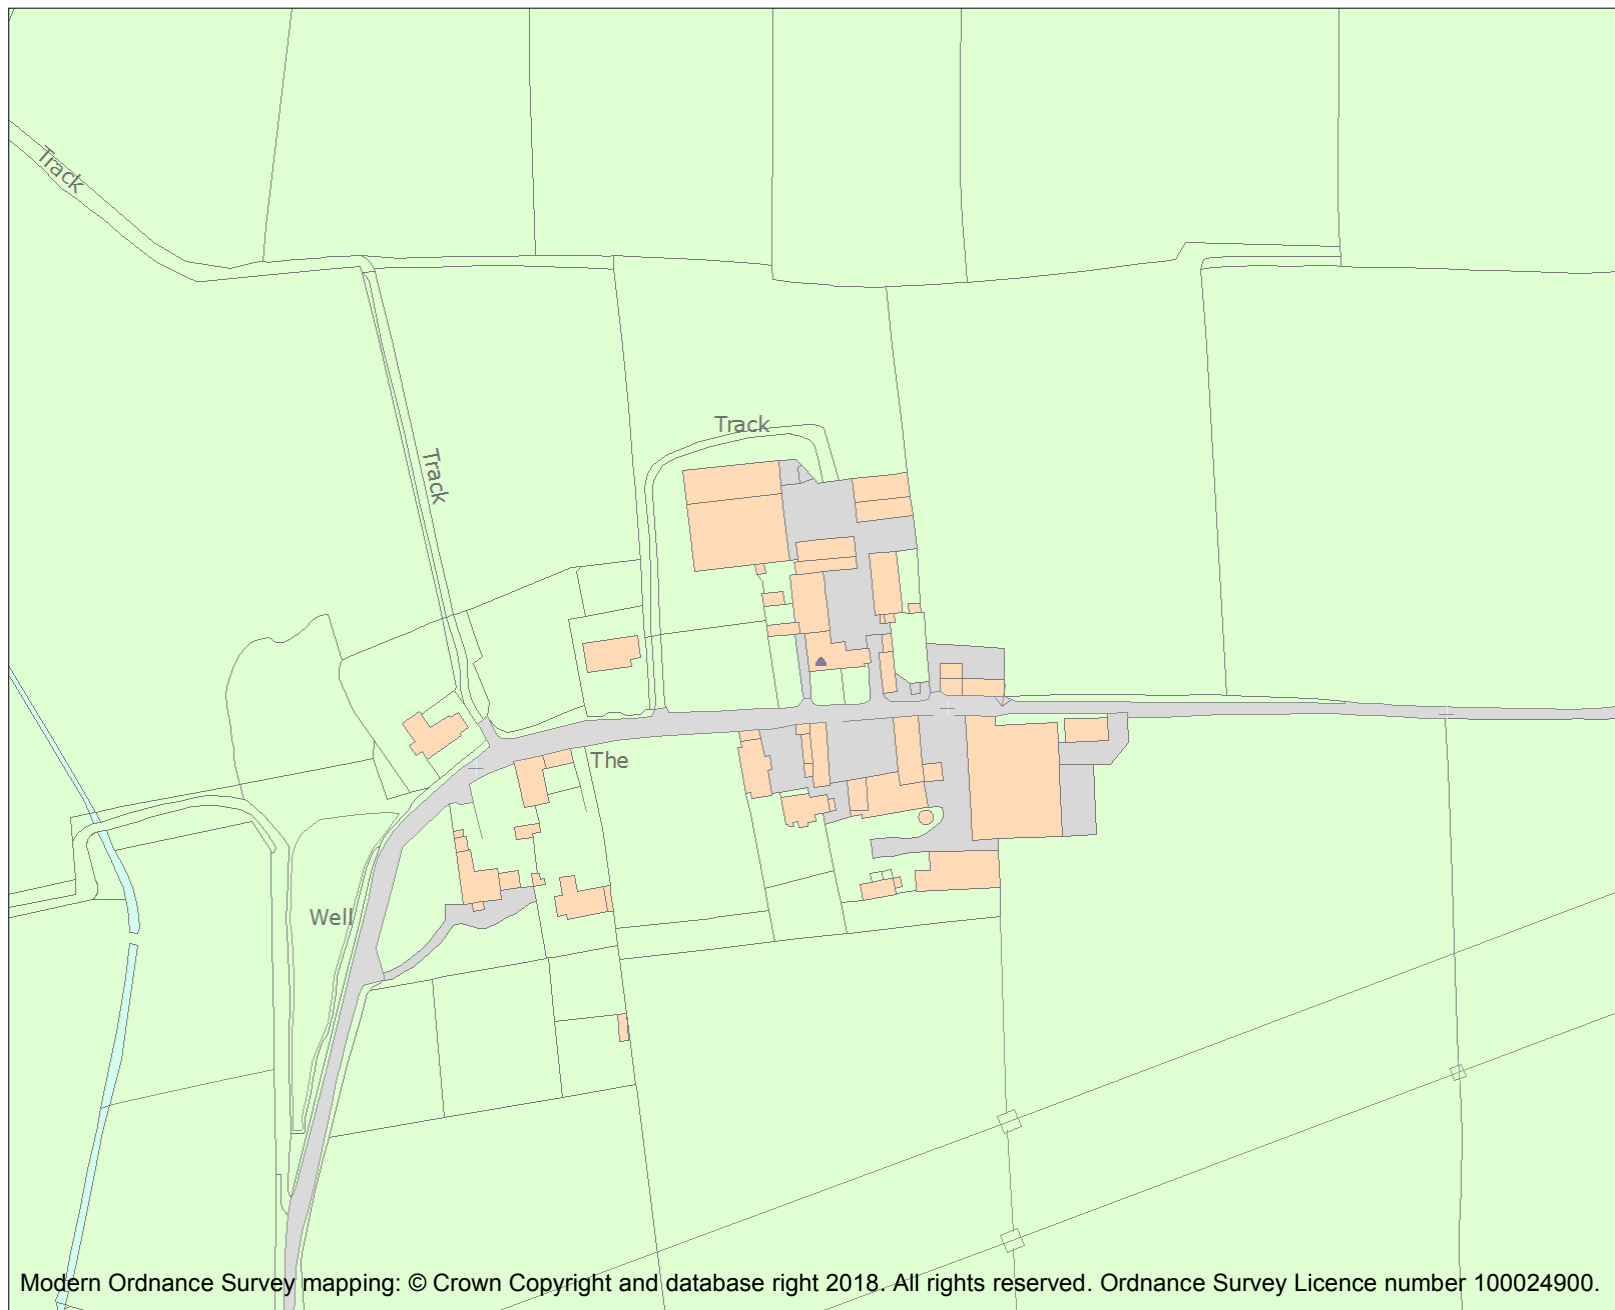 Track
Track
Track
The
Well
Modern Ordnance Survey mapping: © Crown Copyright and database right 2018. All rights reserved. Ordnance Survey Licence number 100024900.